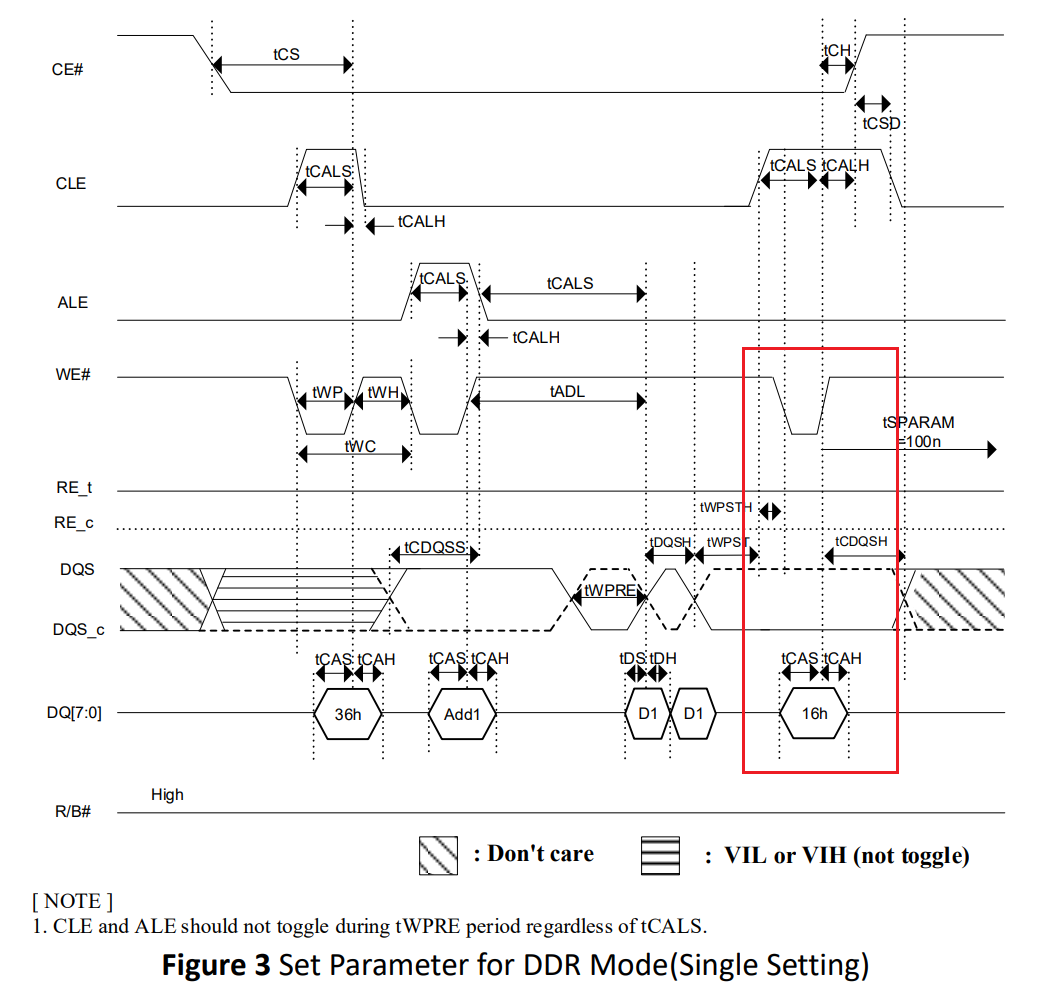 tCS
tCH
CE#
tCSD
tCALS
tCALS
tCALH
CLE
tCALH
tCALS
tCALS
ALE
tCALH
WE#
tWP
tWH
tADL
tWC
tSPARAM
=100n
RE_t
tWPSTH
RE_c
tCDQSS
tDQSH
tWPST
tCDQSH
DQS
tWPRE
DQS_c
tCAS
tCAH
tCAS
tCAH
tDS
tDH
tCAS
tCAH
DQ[7:0]
36h
Add1
D1
D1
16h
High
R/B#
: Don't care
: VIL or VIH (not toggle)
[ NOTE ]
1. CLE and ALE should not toggle during tWPRE period regardless of tCALS.
Figure 3 Set Parameter for DDR Mode(Single Setting)